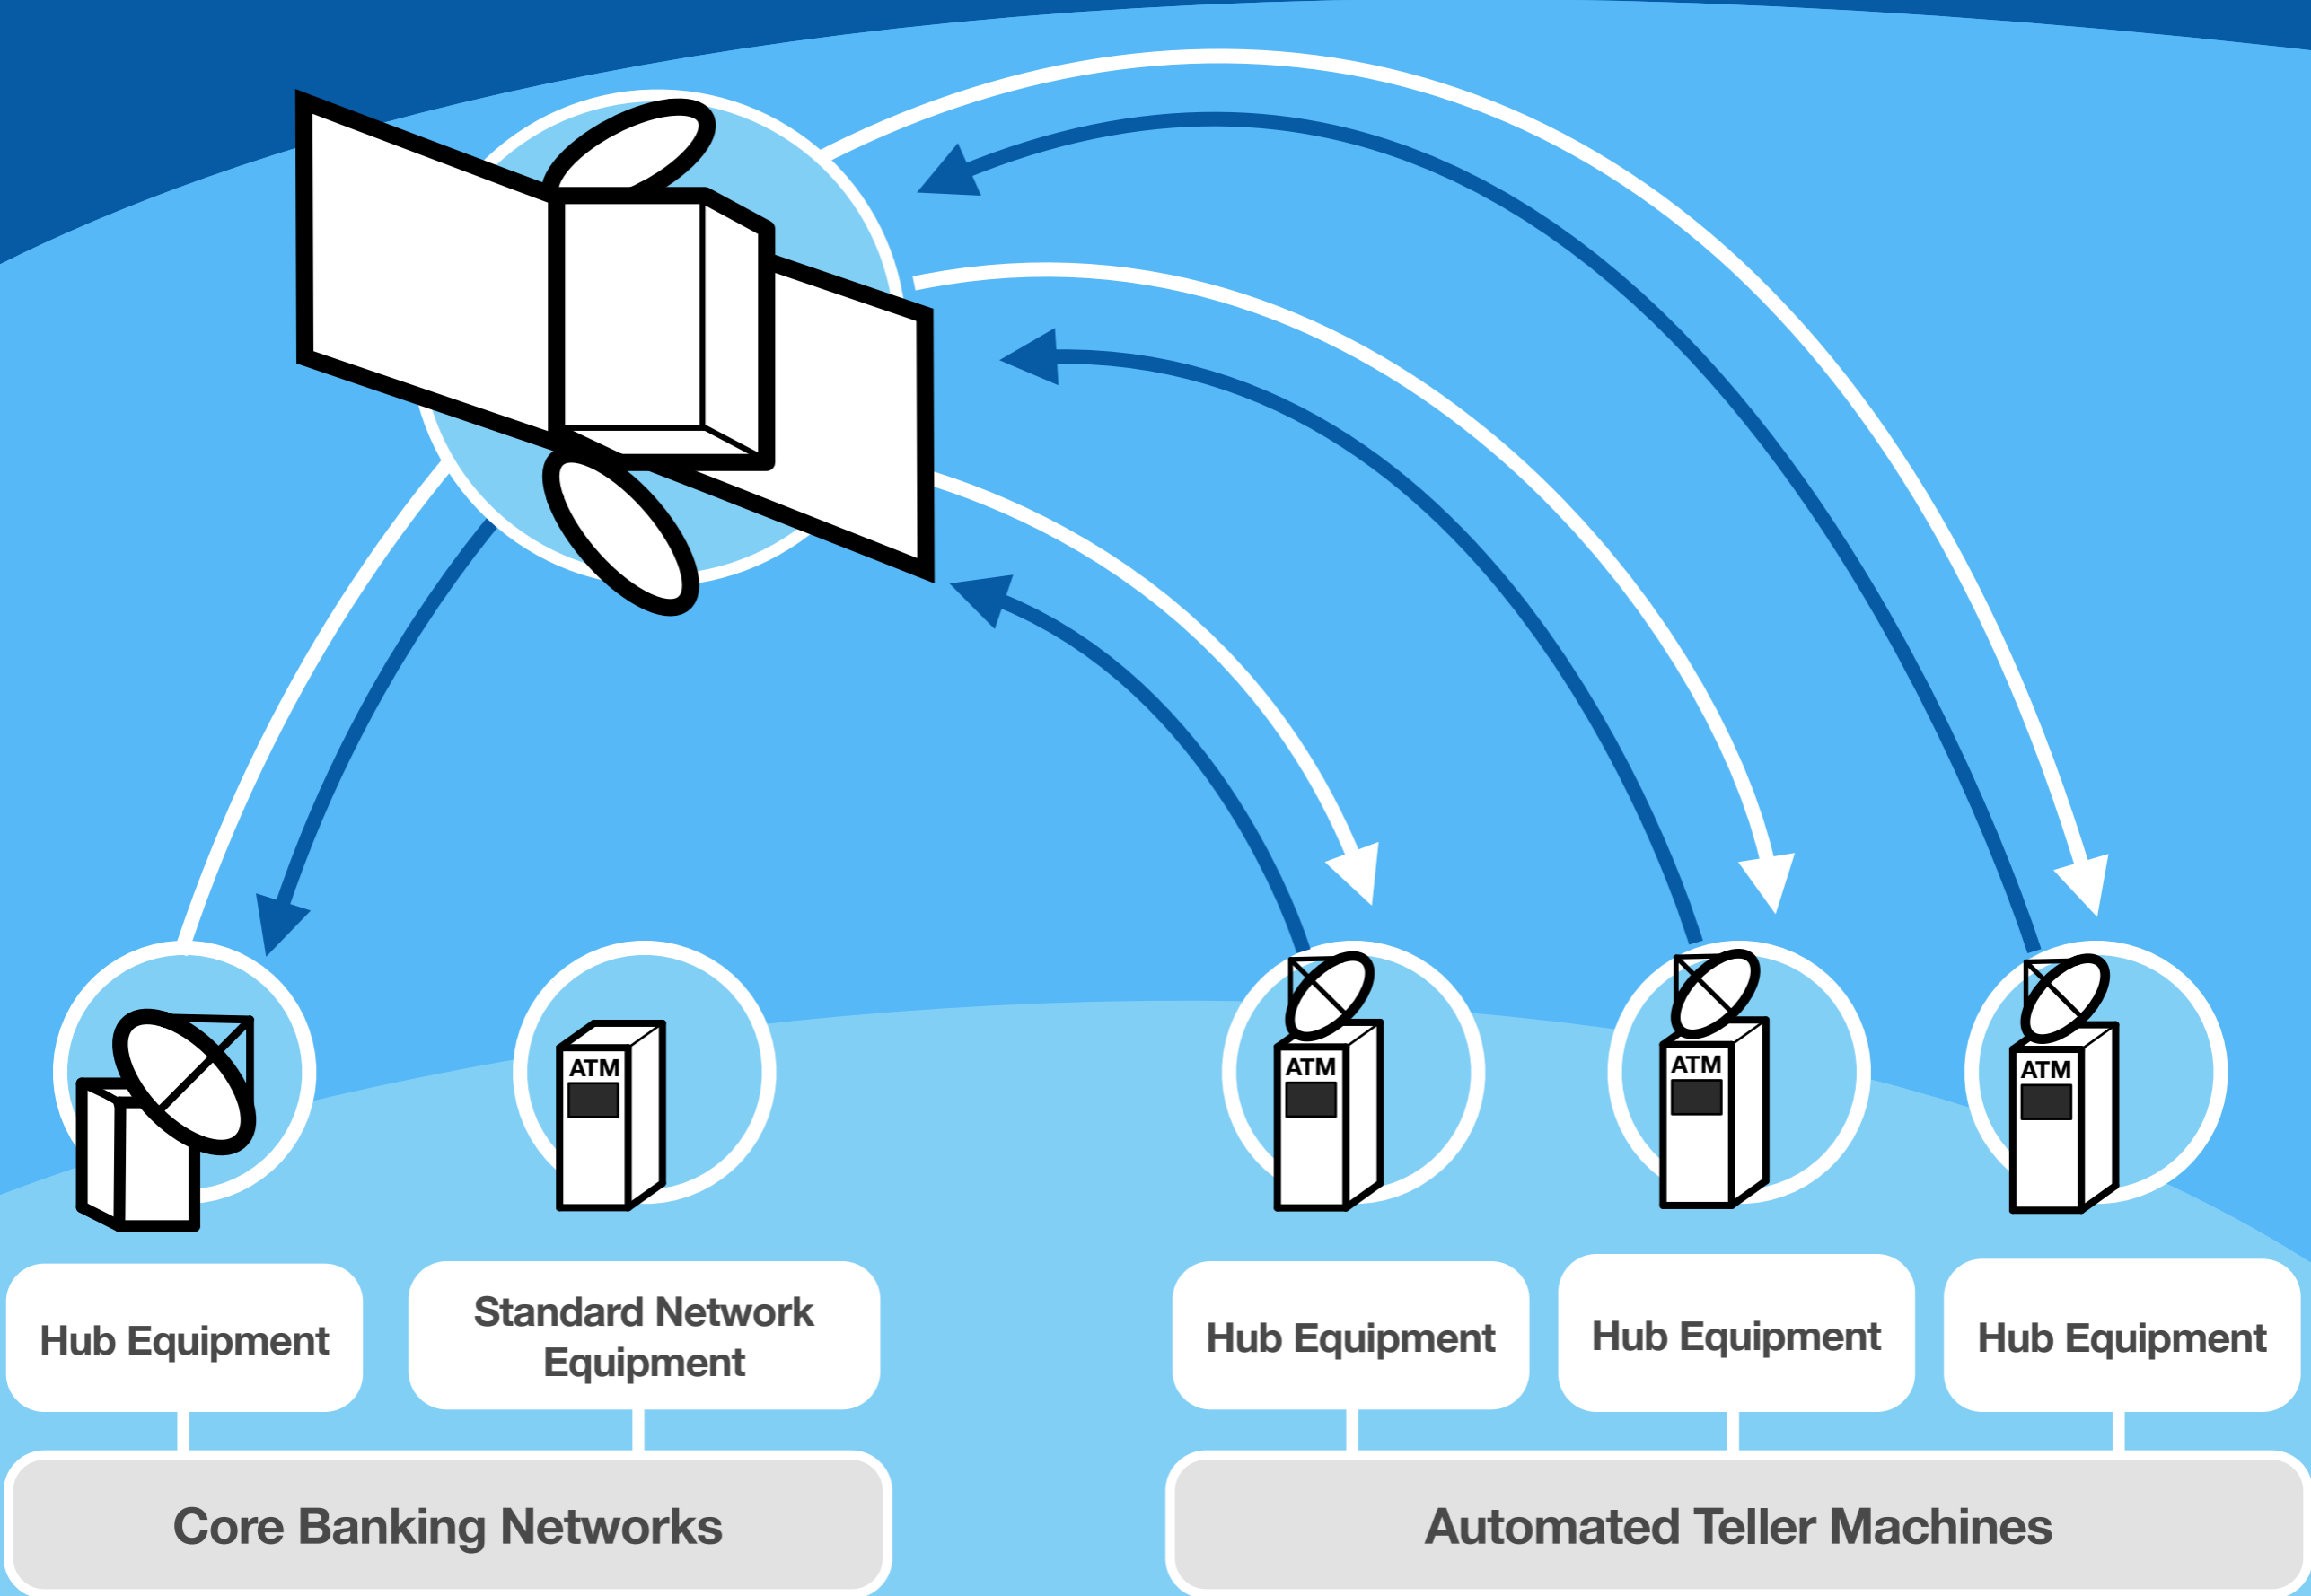 ATM
ATM
ATM
ATM
Hub Equipment
Standard Network
Equipment
Hub Equipment
Hub Equipment
Hub Equipment
Core Banking Networks
Automated Teller Machines